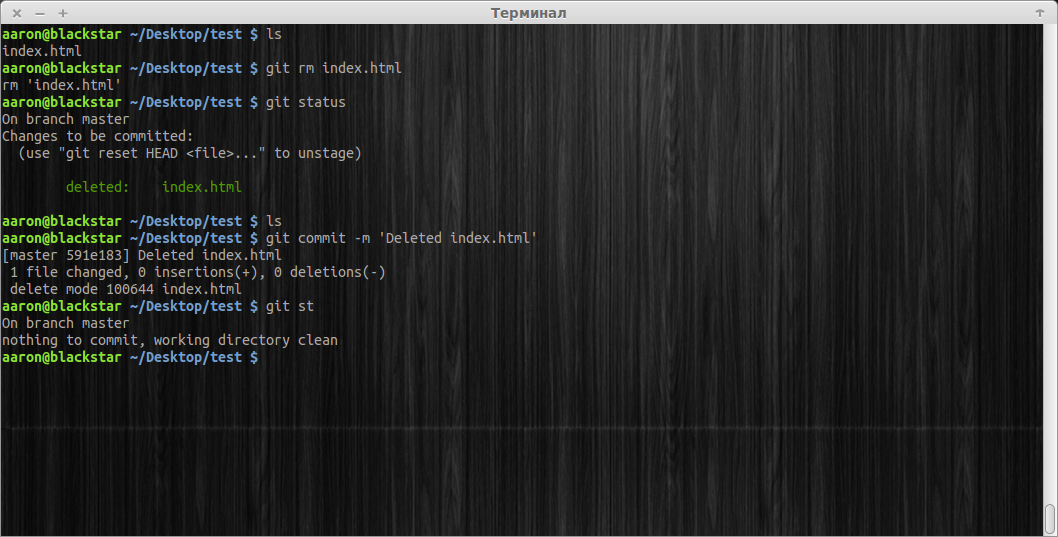 Терминал
aaron@blackstar ~/Desktop/test $ ls
index.html
aaron@blackstar ~/Desktop/test $ git rm index.html
rm 'index.html'
aaron@blackstar ~/Desktop/test $ git status
On branch master
Changes to be committed:
  (use "git reset HEAD <file>..." to unstage)
        deleted:    index.html
aaron@blackstar ~/Desktop/test $ ls
aaron@blackstar ~/Desktop/test $ git commit -m 'Deleted index.html'
[master 591e183] Deleted index.html
 1 file changed, 0 insertions(+), 0 deletions(-)
 delete mode 100644 index.html
aaron@blackstar ~/Desktop/test $ git st
On branch master
nothing to commit, working directory clean
aaron@blackstar ~/Desktop/test $